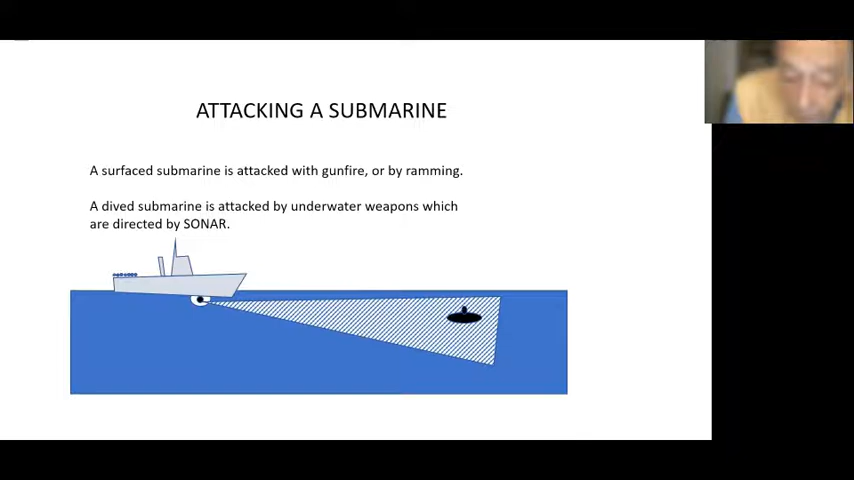 ATTACKING A SUBMARINE
A surfaced submarine is attacked with gunfire, or by ramming.
A dived submarine is attacked by underwater weapons which
are directed by SONAR.